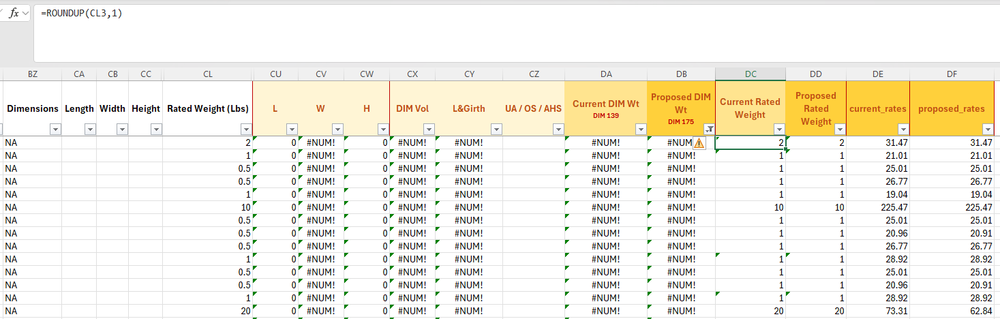 fx =ROUNDUP(CL3,1)
BZ CA CB CC CL CU CV CW CX CY CZ DA DB DC DD DE DF
Dimensions Length Width Height Rated Weight (Lbs) L W H DIM Vol L&Girth UA / OS / AHS Current DIM Wt DIM 139 Proposed DIM Wt DIM 175 Current Rated Weight Proposed Rated Weight current_rates proposed_rates
NA 2 0 #NUM! 0 #NUM! #NUM! #NUM! #NUM 2 2 31.47 31.47
NA 1 0 #NUM! 0 #NUM! #NUM! #NUM! #NUM! 1 1 21.01 21.01
NA 0.5 0 #NUM! 0 #NUM! #NUM! #NUM! #NUM! 1 1 25.01 25.01
NA 0.5 0 #NUM! 0 #NUM! #NUM! #NUM! #NUM! 1 1 26.77 26.77
NA 1 0 #NUM! 0 #NUM! #NUM! #NUM! #NUM! 1 1 19.04 19.04
NA 10 0 #NUM! 0 #NUM! #NUM! #NUM! #NUM! 10 10 225.47 225.47
NA 0.5 0 #NUM! 0 #NUM! #NUM! #NUM! #NUM! 1 1 25.01 25.01
NA 0.5 0 #NUM! 0 #NUM! #NUM! #NUM! #NUM! 1 1 20.96 20.91
NA 0.5 0 #NUM! 0 #NUM! #NUM! #NUM! #NUM! 1 1 26.77 26.77
NA 1 0 #NUM! 0 #NUM! #NUM! #NUM! #NUM! 1 1 28.92 28.92
NA 0.5 0 #NUM! 0 #NUM! #NUM! #NUM! #NUM! 1 1 25.01 25.01
NA 0.5 0 #NUM! 0 #NUM! #NUM! #NUM! #NUM! 1 1 20.96 20.91
NA 1 0 #NUM! 0 #NUM! #NUM! #NUM! #NUM! 1 1 28.92 28.92
NA 20 0 #NUM! 0 #NUM! #NUM! #NUM! #NUM! 20 20 73.31 62.84